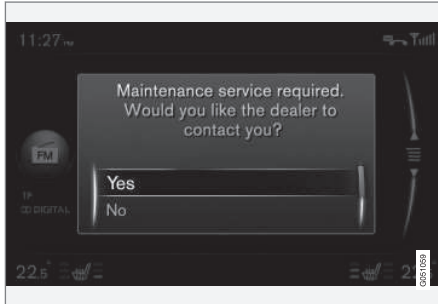 11:27 PM
Maintenance service required.
Would you like the dealer to
contact you?
FM
Yes
TP
DIGITAL
No
22.5
G051059